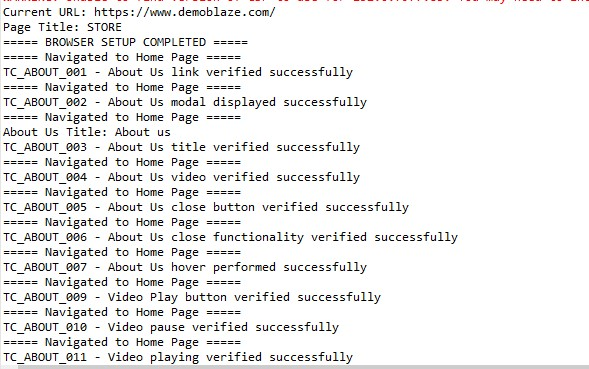 Current URL: https://www.demoblaze.com/
Page Title: STORE
===== BROWSER SETUP COMPLETED =====
===== Navigated to Home Page =====
TC_ABOUT_001 - About Us link verified successfully
===== Navigated to Home Page =====
TC_ABOUT_002 - About Us modal displayed successfully
===== Navigated to Home Page =====
About Us Title: About us
TC_ABOUT_003 - About Us title verified successfully
===== Navigated to Home Page =====
TC_ABOUT_004 - About Us video verified successfully
===== Navigated to Home Page =====
TC_ABOUT_005 - About Us close button verified successfully
===== Navigated to Home Page =====
TC_ABOUT_006 - About Us close functionality verified successfully
===== Navigated to Home Page =====
TC_ABOUT_007 - About Us hover performed successfully
===== Navigated to Home Page =====
TC_ABOUT_009 - Video Play button verified successfully
===== Navigated to Home Page =====
TC_ABOUT_010 - Video pause verified successfully
===== Navigated to Home Page =====
TC_ABOUT_011 - Video playing verified successfully